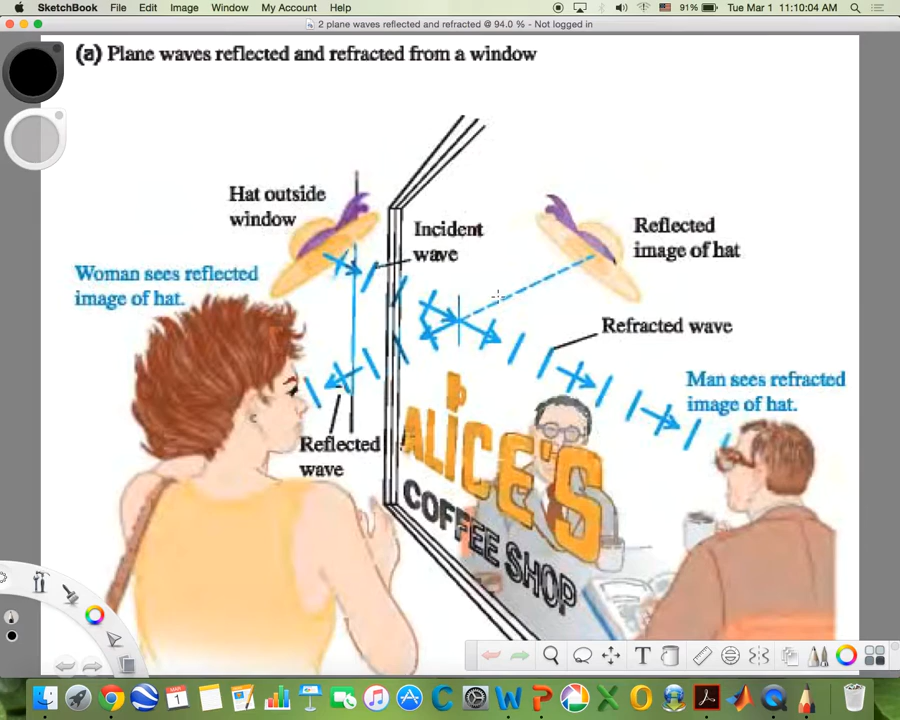 SketchBook File Edit Image Window My Account Help
91% Tue Mar 1 11:10:04 AM
2 plane waves reflected and refracted @ 94.0 % - Not logged in
(a) Plane waves reflected and refracted from a window
Hat outside
window
Incident
wave
Reflected
image of hat
Woman sees reflected
image of hat.
Refracted wave
Man sees refracted
image of hat.
Reflected
wave
ALiCE'S
COFFEE SHOP
T
MAR
1
C
W
P
X
O